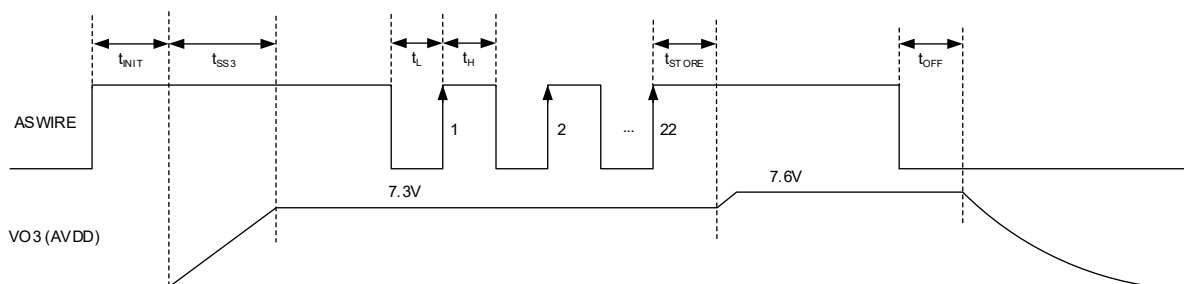 tINIT tSS3 tL tH tSTORE tOFF
ASWIRE
1 2 ... 22
7.3V 7.6V
VO3 (AVDD)